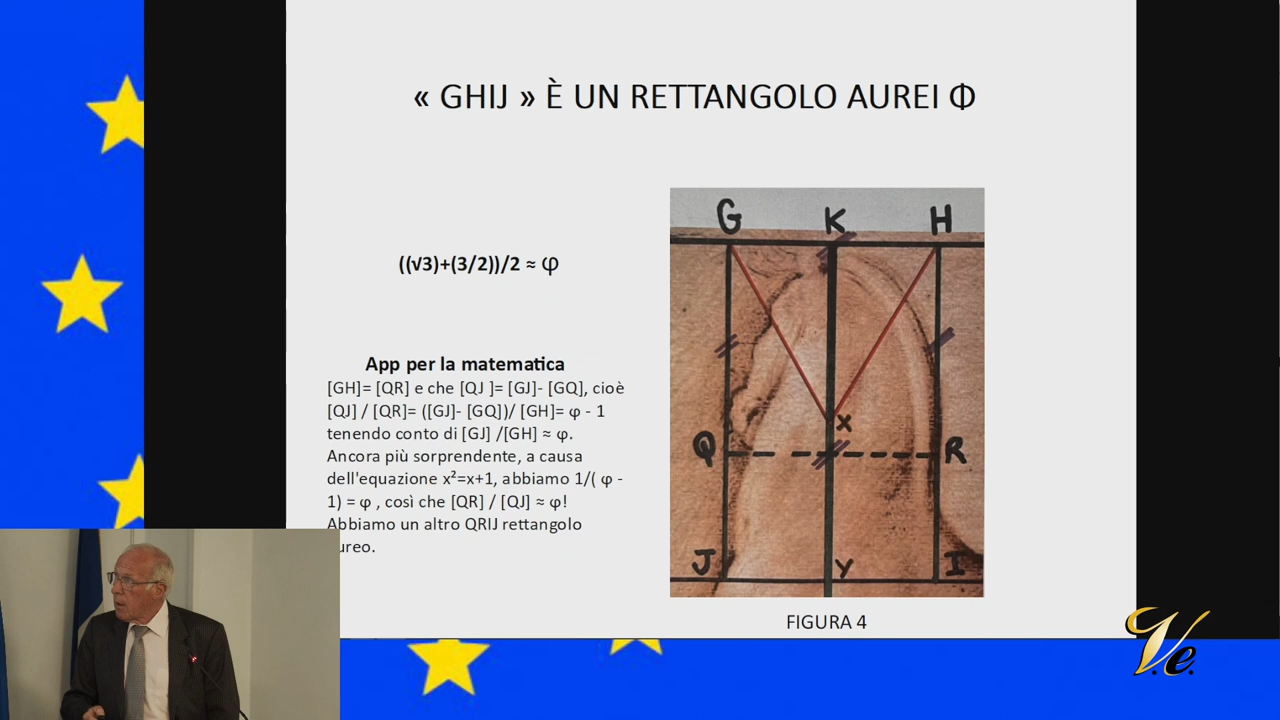 « GHIJ » È UN RETTANGOLO AUREI Φ
((√3)+(3/2))/2 ≈ φ
App per la matematica
[GH]= [QR] e che [QJ ]= [GJ]- [GQ], cioè
[QJ] / [QR]= ([GJ]- [GQ])/ [GH]= φ - 1
tenendo conto di [GJ] /[GH] ≈ φ.
Ancora più sorprendente, a causa
dell'equazione x²=x+1, abbiamo 1/( φ -
1) = φ , così che [QR] / [QJ] ≈ φ!
Abbiamo un altro QRIJ rettangolo
ureo.
G K H
X
Q R
J Y I
FIGURA 4
V.e.